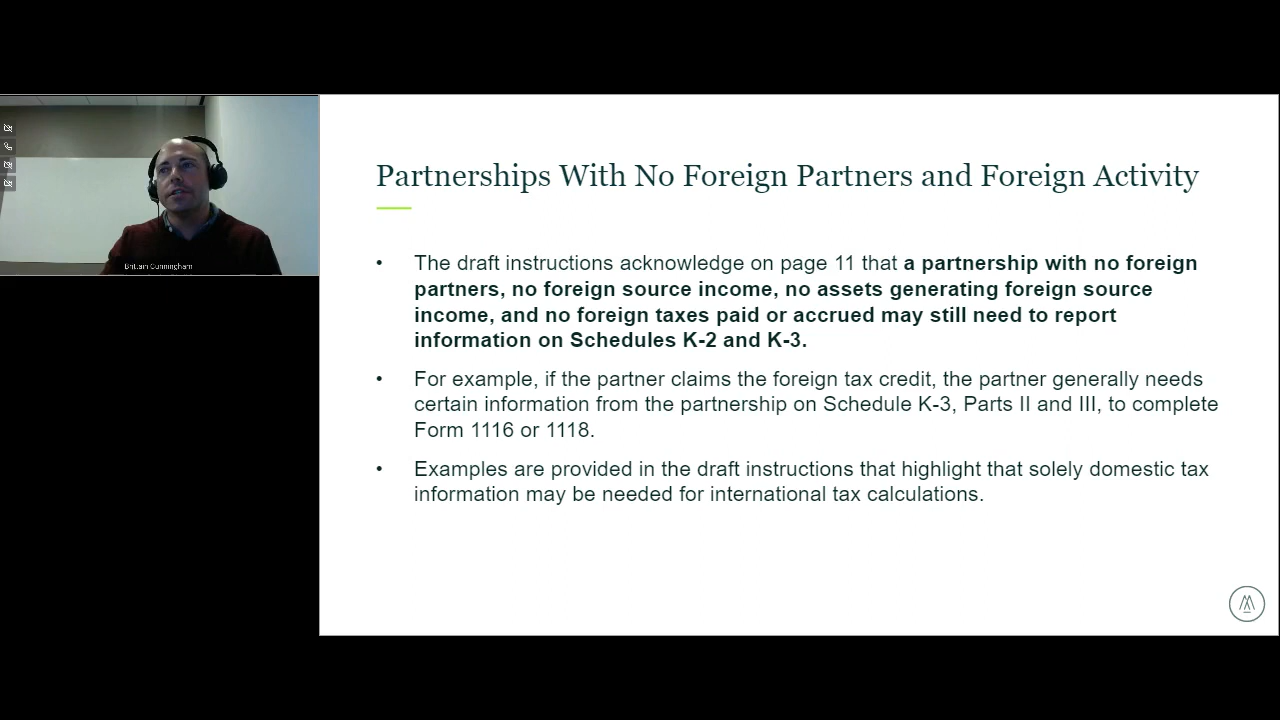 Brittain Cunningham
Partnerships With No Foreign Partners and Foreign Activity
• The draft instructions acknowledge on page 11 that a partnership with no foreign
partners, no foreign source income, no assets generating foreign source
income, and no foreign taxes paid or accrued may still need to report
information on Schedules K-2 and K-3.
• For example, if the partner claims the foreign tax credit, the partner generally needs
certain information from the partnership on Schedule K-3, Parts II and III, to complete
Form 1116 or 1118.
• Examples are provided in the draft instructions that highlight that solely domestic tax
information may be needed for international tax calculations.